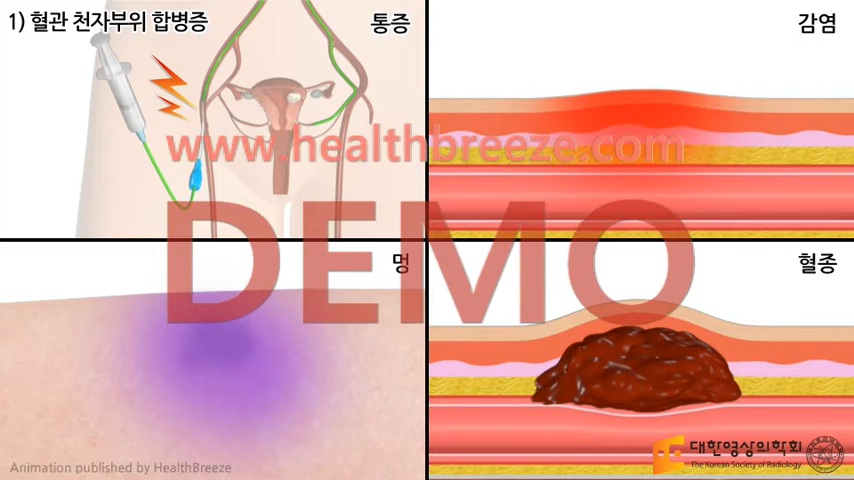 1) 혈관 천자부위 합병증
통증
감염
www.healthbreeze.com
DEMO
멍
혈종
대한영상의학회
The Korean Society of Radiology
Animation published by HealthBreeze